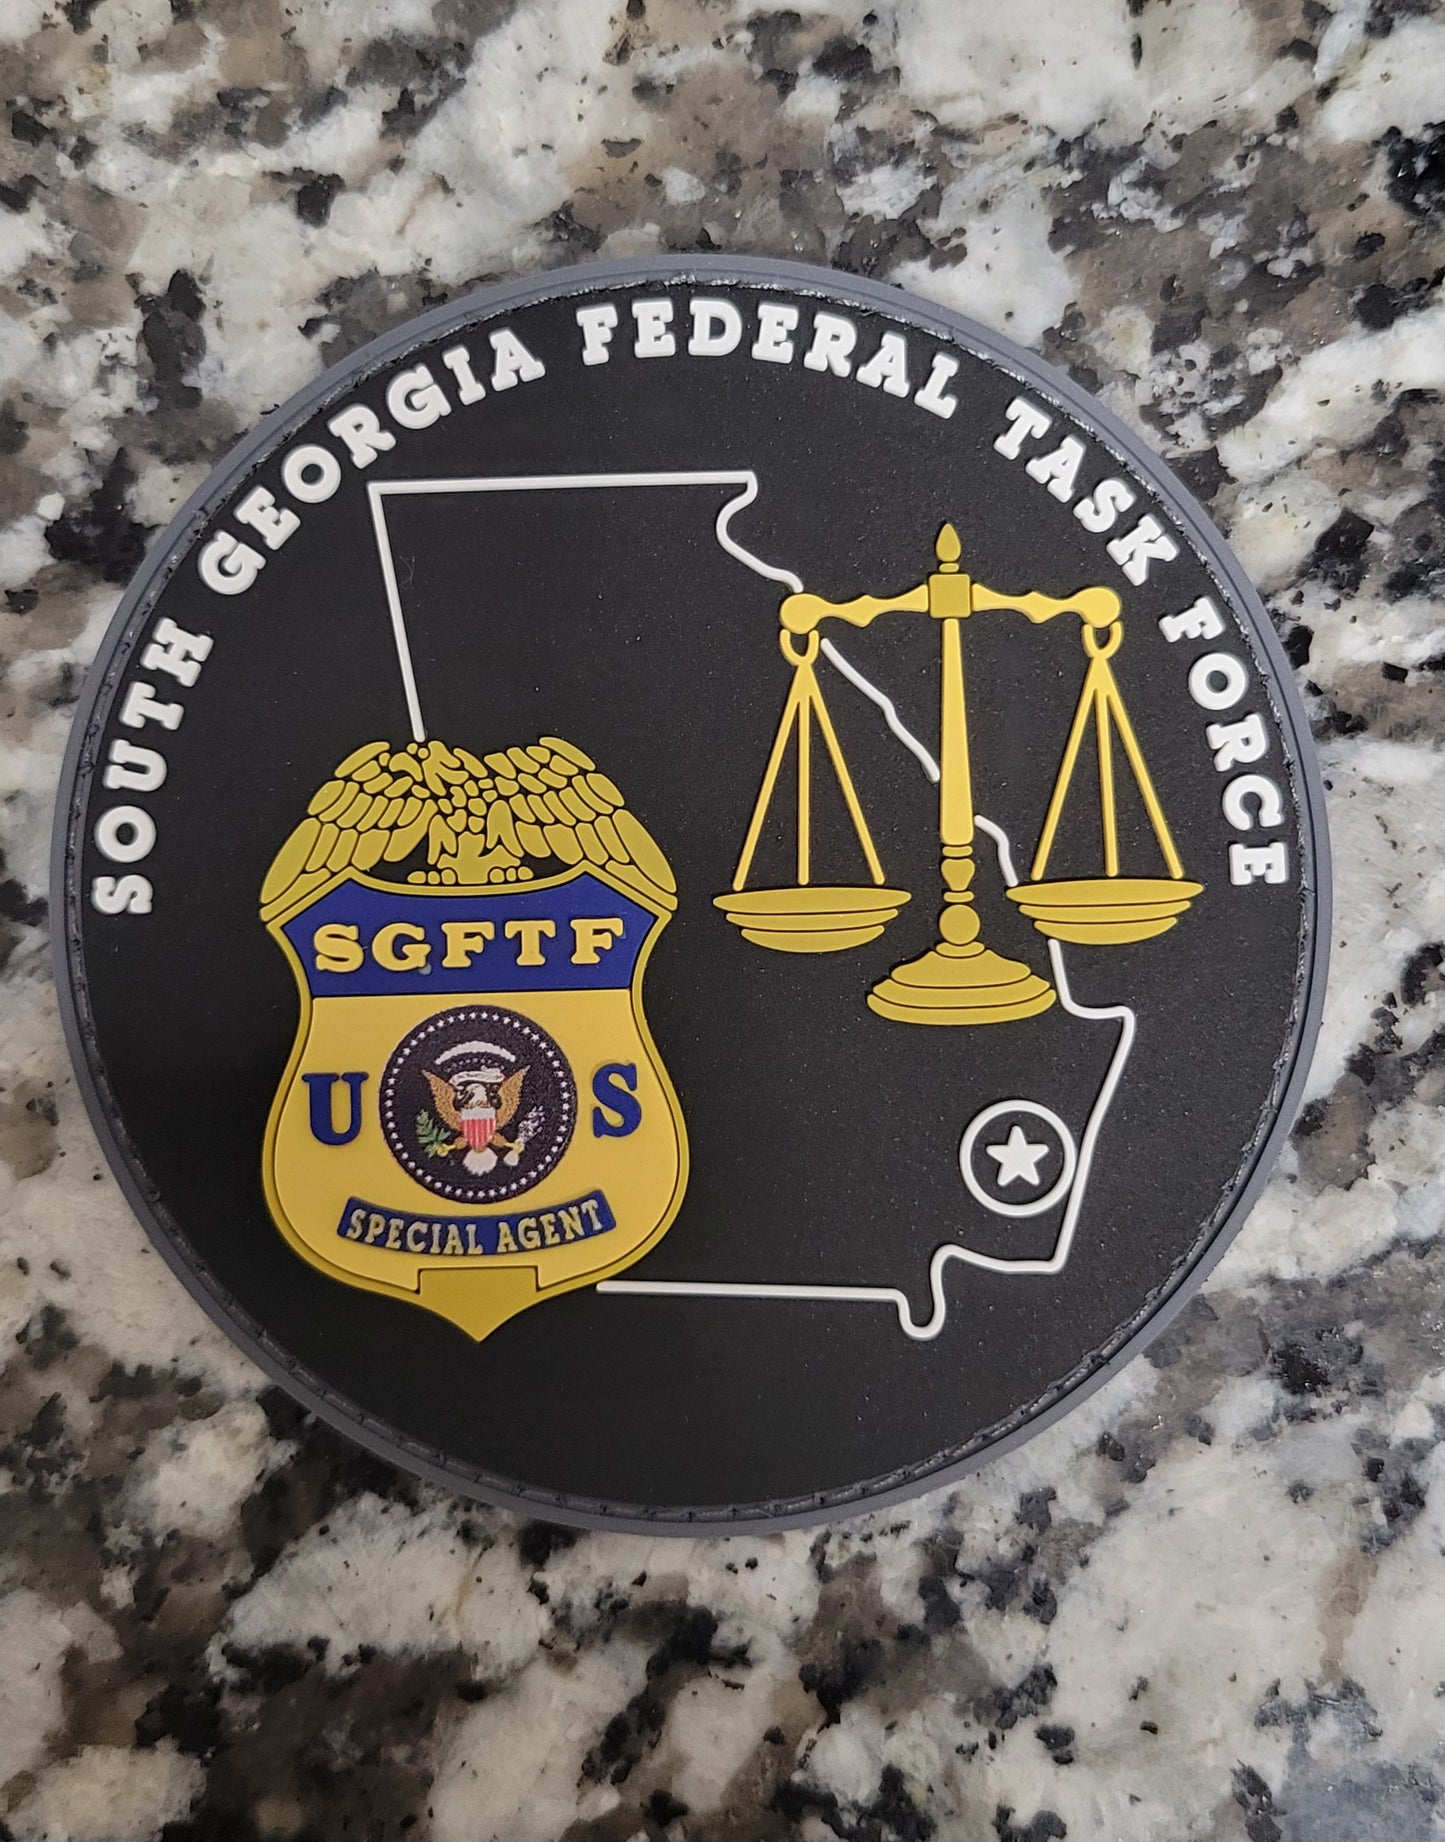 SOUTH GEORGIA FEDERAL TASK FORCE
SGFTF
U S
SPECIAL AGENT